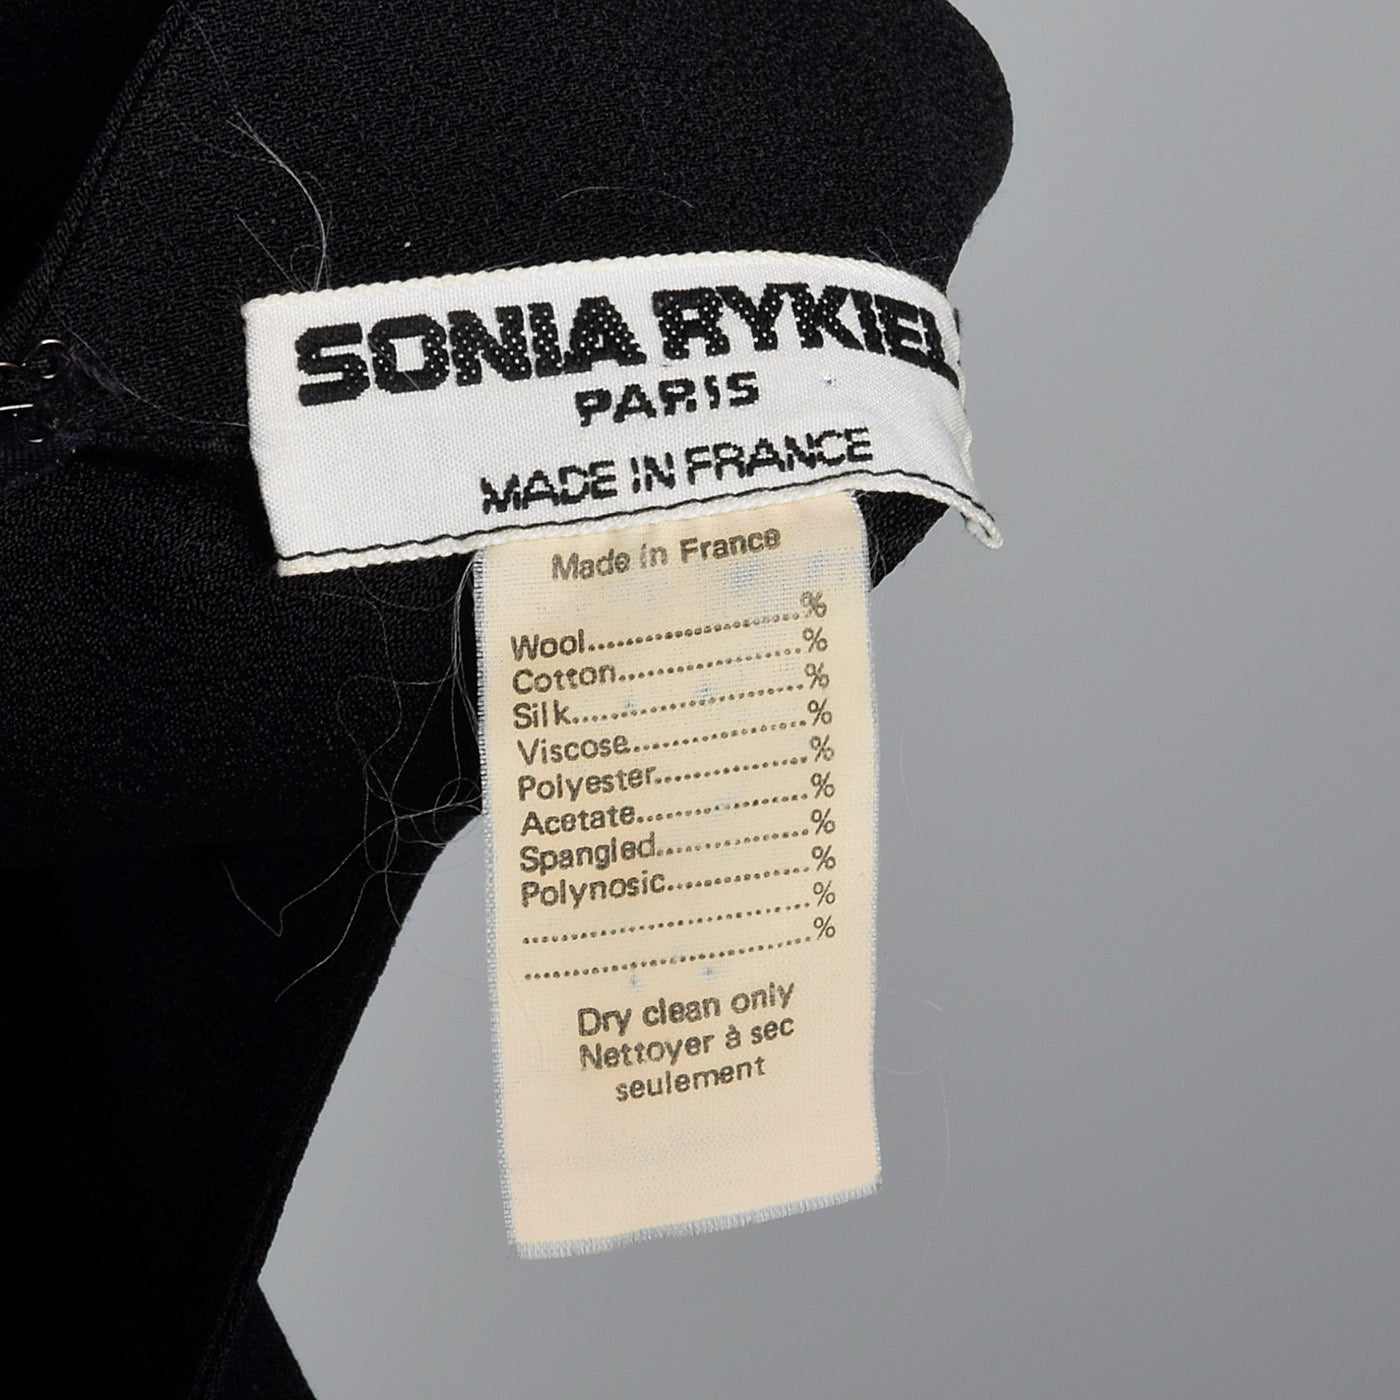 SONIA RYKIEL
PARIS
MADE IN FRANCE
Made in France
Wool....................%
Cotton..................%
Silk......................%
Viscose.................%
Polyester...............%
Acetate.................%
Spangled...............%
Polynosic..............%
.............................%
.............................%
Dry clean only
Nettoyer à sec
seulement